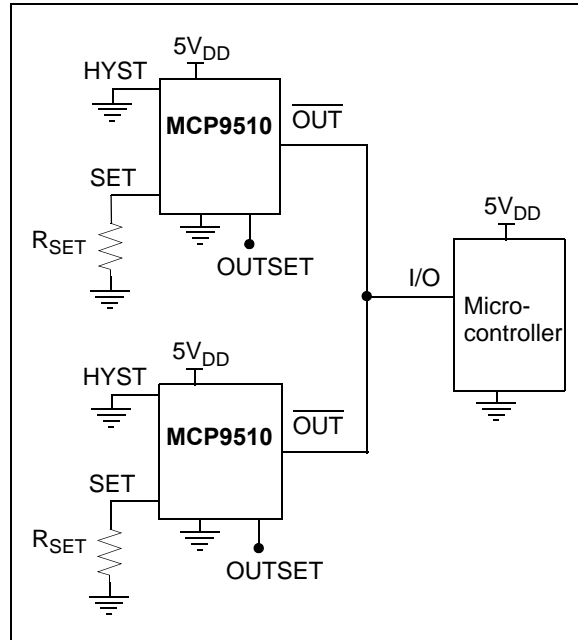 5VDD
HYST
MCP9510
OUT
SET
RSET
OUTSET
5VDD
I/O
Micro-
controller
5VDD
HYST
MCP9510
OUT
SET
RSET
OUTSET